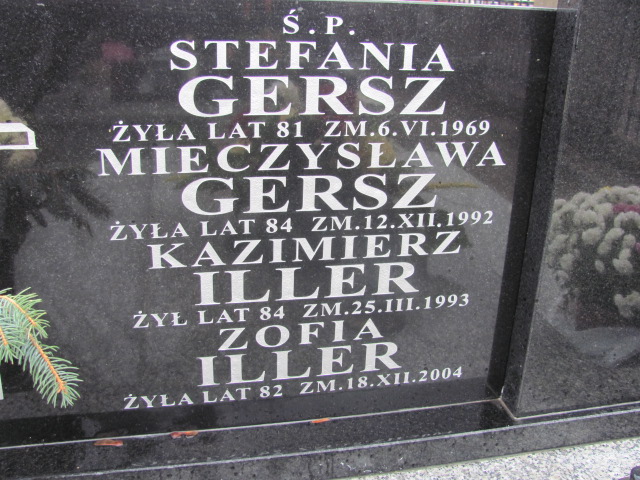 Ś.P.
STEFANIA
GERSZ
ŻYŁA LAT 81 ZM.6.VI.1969
MIECZYSŁAWA
GERSZ
ŻYŁA LAT 84 ZM.12.XII.1992
KAZIMIERZ
ILLER
ŻYŁ LAT 84 ZM.25.III.1993
ZOFIA
ILLER
ŻYŁA LAT 82 ZM.18.XII.2004